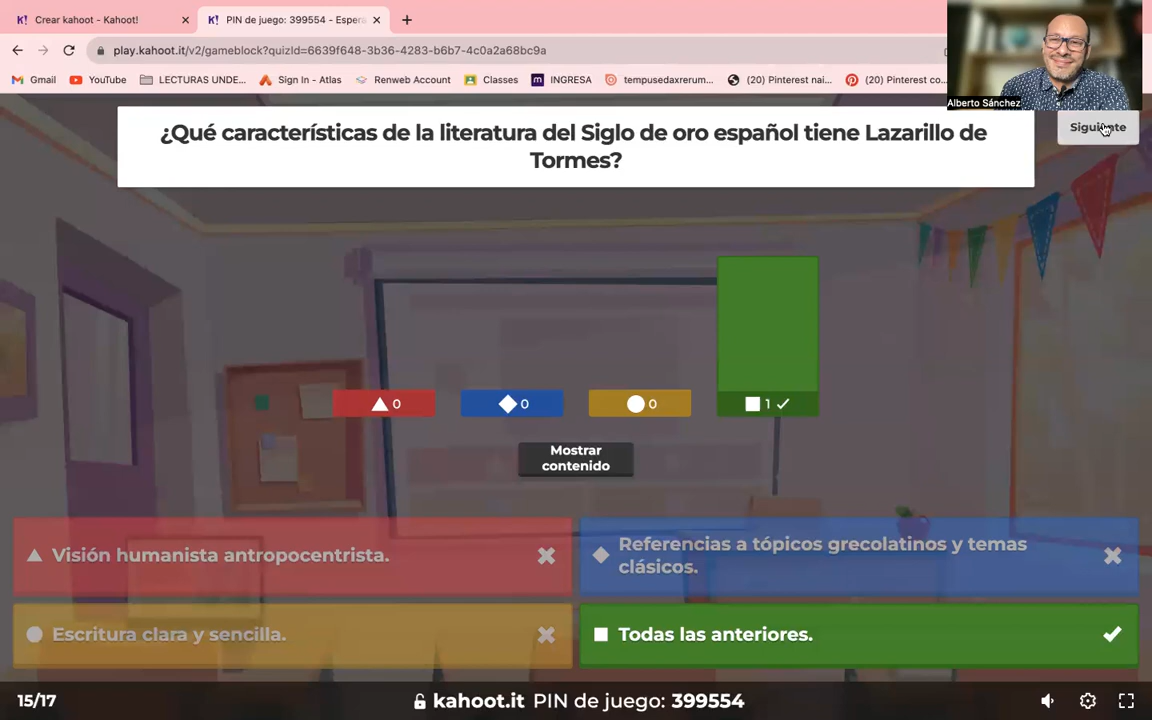 Crear kahoot - Kahoot!
PIN de juego: 399554 - Espera
play.kahoot.it/v2/gameblock?quizId=6639f648-3b36-4283-b6b7-4c0a2a68bc9a
Gmail YouTube LECTURAS UNDE... Sign In - Atlas Renweb Account Classes INGRESA tempusedaxrerum... (20) Pinterest nai... (20) Pinterest co...
Alberto Sánchez
¿Qué características de la literatura del Siglo de oro español tiene Lazarillo de
Tormes?
Siguiente
0
0
0
1
Mostrar
contenido
Visión humanista antropocentrista.
Referencias a tópicos grecolatinos y temas
clásicos.
Escritura clara y sencilla.
Todas las anteriores.
15/17
kahoot.it PIN de juego: 399554